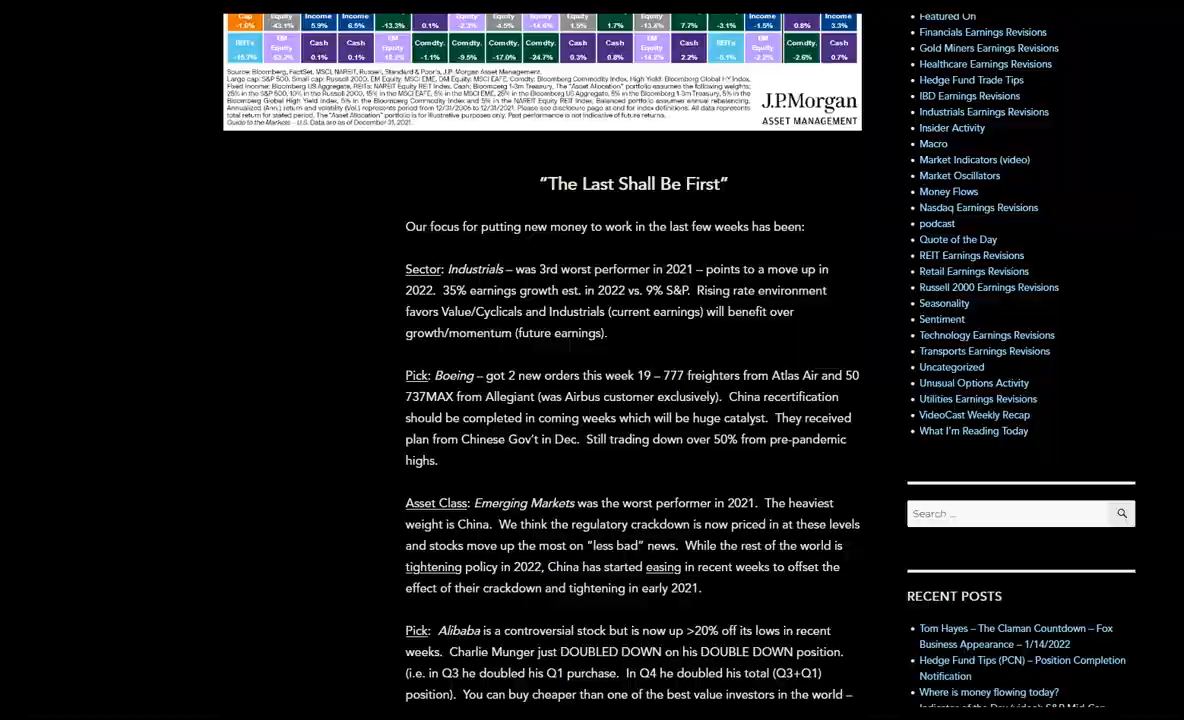 Cap Equity Income Income Equity Equity Equity Equity Equity Income Income
-1.0% -43.1% 5.9% 6.5% -13.3% 0.1% -2.3% -4.5% -14.6% 1.5% 1.7% -13.4% 7.7% -3.1% -1.5% 0.8% 3.3%
REITs EM Equity Cash Cash EM Equity Cash Comdty. Comdty. Comdty. Comdty. Cash Cash EM Equity Cash REITs EM Equity Comdty. Cash
-15.7% -53.2% 0.1% 0.1% -18.2% -1.1% -9.5% -17.0% -24.7% 0.3% 0.8% -14.2% 2.2% -5.1% -2.2% -2.6% 0.7%
Source: Bloomberg, FactSet, MSCI, NAREIT, Russell, Standard & Poor's, J.P. Morgan Asset Management.
Large cap: S&P 500, Small cap: Russell 2000, EM Equity: MSCI EME, DM Equity: MSCI EAFE, Comdty: Bloomberg Commodity Index, High Yield: Bloomberg Global HY Index,
Fixed Income: Bloomberg US Aggregate, REITs: NAREIT Equity REIT Index, Cash: Bloomberg 1-3m Treasury. The "Asset Allocation" portfolio assumes the following weights:
25% in the S&P 500, 10% in the Russell 2000, 15% in the MSCI EAFE, 5% in the MSCI EME, 25% in the Bloomberg US Aggregate, 5% in the Bloomberg 1-3m Treasury, 5% in the
Bloomberg Global High Yield Index, 5% in the Bloomberg Commodity Index and 5% in the NAREIT Equity REIT Index. Balanced portfolio assumes annual rebalancing.
Annualized (Ann.) return and volatility (Vol.) represents period from 12/31/2006 to 12/31/2021. Please see disclosure page at end for index definitions. All data represents
total return for stated period. The "Asset Allocation" portfolio is for illustrative purposes only. Past performance is not indicative of future returns.
Guide to the Markets – U.S. Data are as of December 31, 2021.
J.P.Morgan
ASSET MANAGEMENT
“The Last Shall Be First”
Our focus for putting new money to work in the last few weeks has been:
Sector: Industrials – was 3rd worst performer in 2021 – points to a move up in
2022. 35% earnings growth est. in 2022 vs. 9% S&P. Rising rate environment
favors Value/Cyclicals and Industrials (current earnings) will benefit over
growth/momentum (future earnings).
Pick: Boeing – got 2 new orders this week 19 – 777 freighters from Atlas Air and 50
737MAX from Allegiant (was Airbus customer exclusively). China recertification
should be completed in coming weeks which will be huge catalyst. They received
plan from Chinese Gov’t in Dec. Still trading down over 50% from pre-pandemic
highs.
Asset Class: Emerging Markets was the worst performer in 2021. The heaviest
weight is China. We think the regulatory crackdown is now priced in at these levels
and stocks move up the most on “less bad” news. While the rest of the world is
tightening policy in 2022, China has started easing in recent weeks to offset the
effect of their crackdown and tightening in early 2021.
Pick: Alibaba is a controversial stock but is now up >20% off its lows in recent
weeks. Charlie Munger just DOUBLED DOWN on his DOUBLE DOWN position.
(i.e. in Q3 he doubled his Q1 purchase. In Q4 he doubled his total (Q3+Q1)
position). You can buy cheaper than one of the best value investors in the world –
Featured On
Financials Earnings Revisions
Gold Miners Earnings Revisions
Healthcare Earnings Revisions
Hedge Fund Trade Tips
IBD Earnings Revisions
Industrials Earnings Revisions
Insider Activity
Macro
Market Indicators (video)
Market Oscillators
Money Flows
Nasdaq Earnings Revisions
podcast
Quote of the Day
REIT Earnings Revisions
Retail Earnings Revisions
Russell 2000 Earnings Revisions
Seasonality
Sentiment
Technology Earnings Revisions
Transports Earnings Revisions
Uncategorized
Unusual Options Activity
Utilities Earnings Revisions
VideoCast Weekly Recap
What I’m Reading Today
Search …
RECENT POSTS
Tom Hayes – The Claman Countdown – Fox
Business Appearance – 1/14/2022
Hedge Fund Tips (PCN) – Position Completion
Notification
Where is money flowing today?
Indicator of the Day (video): S&P Mid-Cap